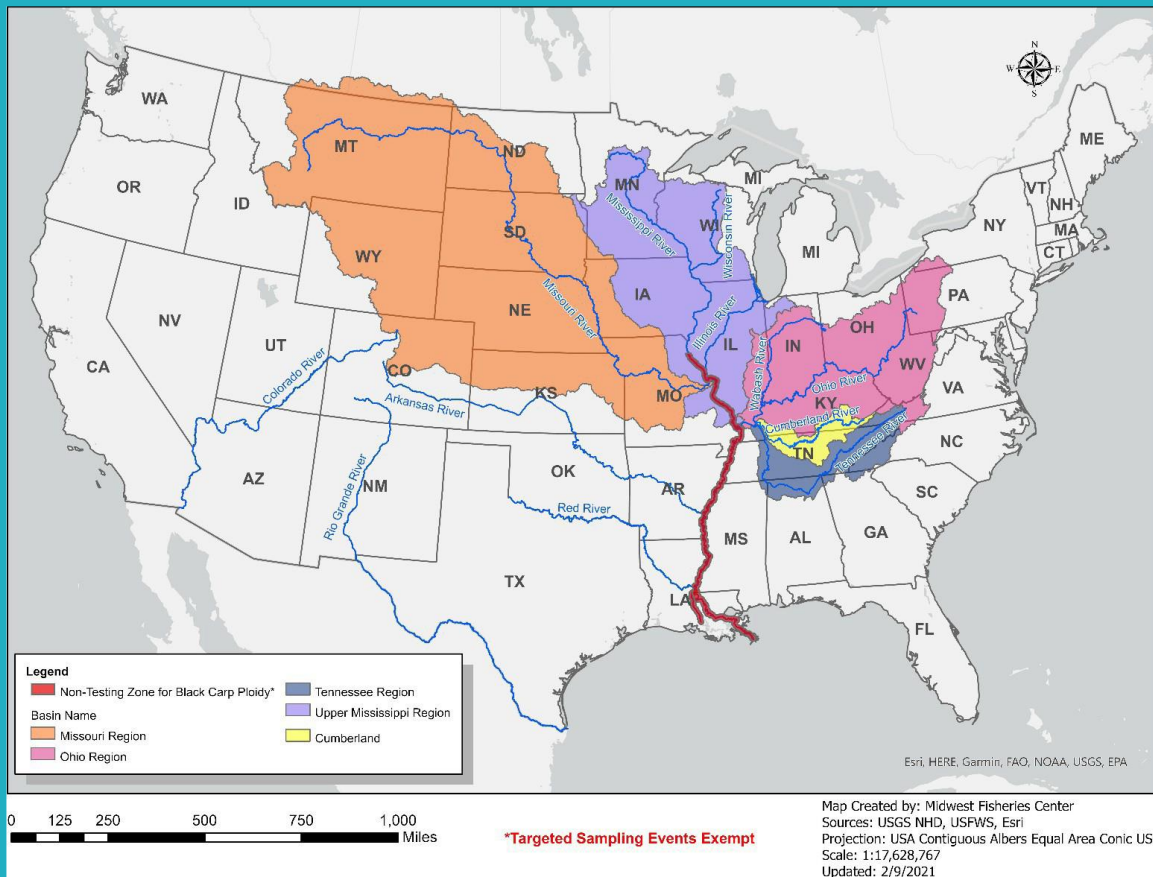 N
W E
S
WA
OR
ID
MT
ND
MN
SD
WY
NE
IA
WI
MI
MI
NY
VT
NH
ME
MA
CT
PA
OH
IN
IL
NV
UT
CA
CO
KS
MO
KY
WV
VA
NC
TN
SC
AZ
NM
OK
AR
MS
AL
GA
TX
LA
FL
Mississippi River
Wisconsin River
Missouri River
Illinois River
Wabash River
Ohio River
Cumberland River
Tennessee River
Colorado River
Arkansas River
Rio Grande River
Red River
Legend
Non-Testing Zone for Black Carp Ploidy*
Basin Name
Missouri Region
Ohio Region
Tennessee Region
Upper Mississippi Region
Cumberland
Esri, HERE, Garmin, FAO, NOAA, USGS, EPA
0 125 250 500 750 1,000
Miles
*Targeted Sampling Events Exempt
Map Created by: Midwest Fisheries Center
Sources: USGS NHD, USFWS, Esri
Projection: USA Contiguous Albers Equal Area Conic US
Scale: 1:17,628,767
Updated: 2/9/2021